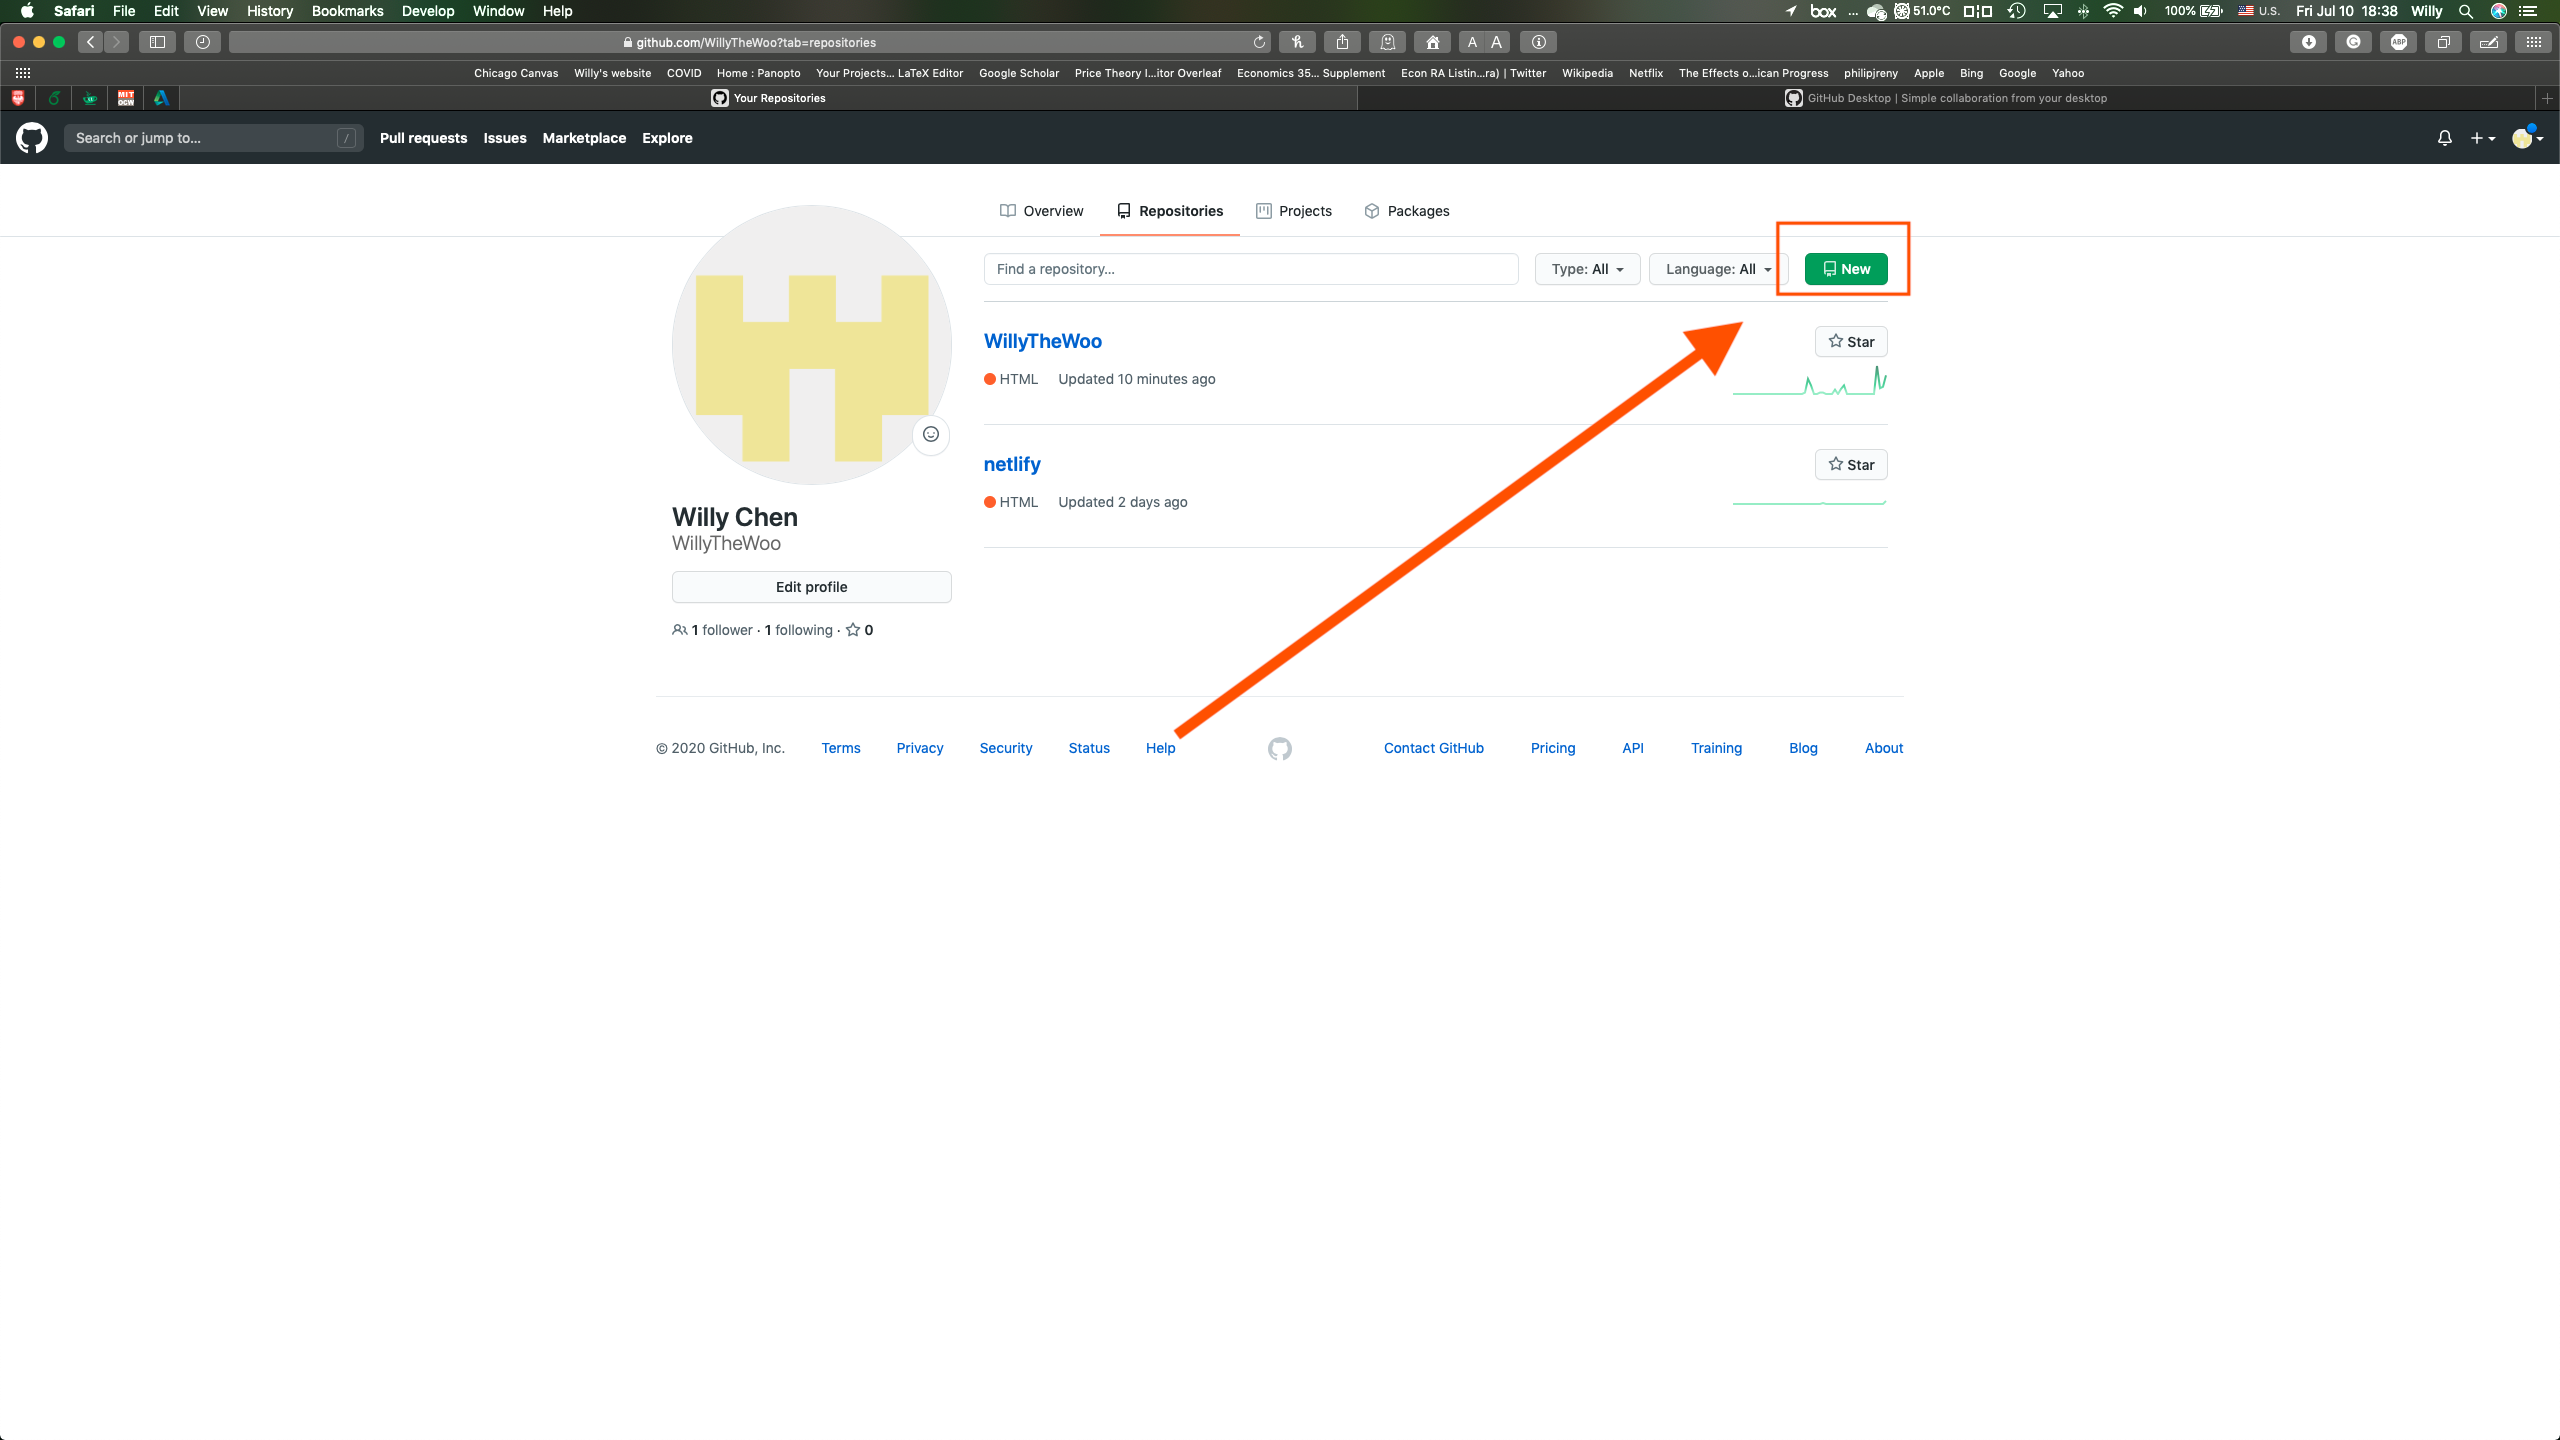 Safari File Edit View History Bookmarks Develop Window Help box ... 51.0°C 100% U.S. Fri Jul 10 18:38 Willy
github.com/WillyTheWoo?tab=repositories A A ABP
Chicago Canvas Willy's website COVID Home : Panopto Your Projects... LaTeX Editor Google Scholar Price Theory I...itor Overleaf Economics 35... Supplement Econ RA Listin...ra) | Twitter Wikipedia Netflix The Effects o...ican Progress philipjreny Apple Bing Google Yahoo
MIT OCW Your Repositories GitHub Desktop | Simple collaboration from your desktop
Search or jump to... / Pull requests Issues Marketplace Explore
Overview Repositories Projects Packages
Find a repository... Type: All Language: All New
WillyTheWoo Star
HTML Updated 10 minutes ago
netlify Star
HTML Updated 2 days ago
Willy Chen
WillyTheWoo
Edit profile
1 follower · 1 following · 0
© 2020 GitHub, Inc. Terms Privacy Security Status Help Contact GitHub Pricing API Training Blog About